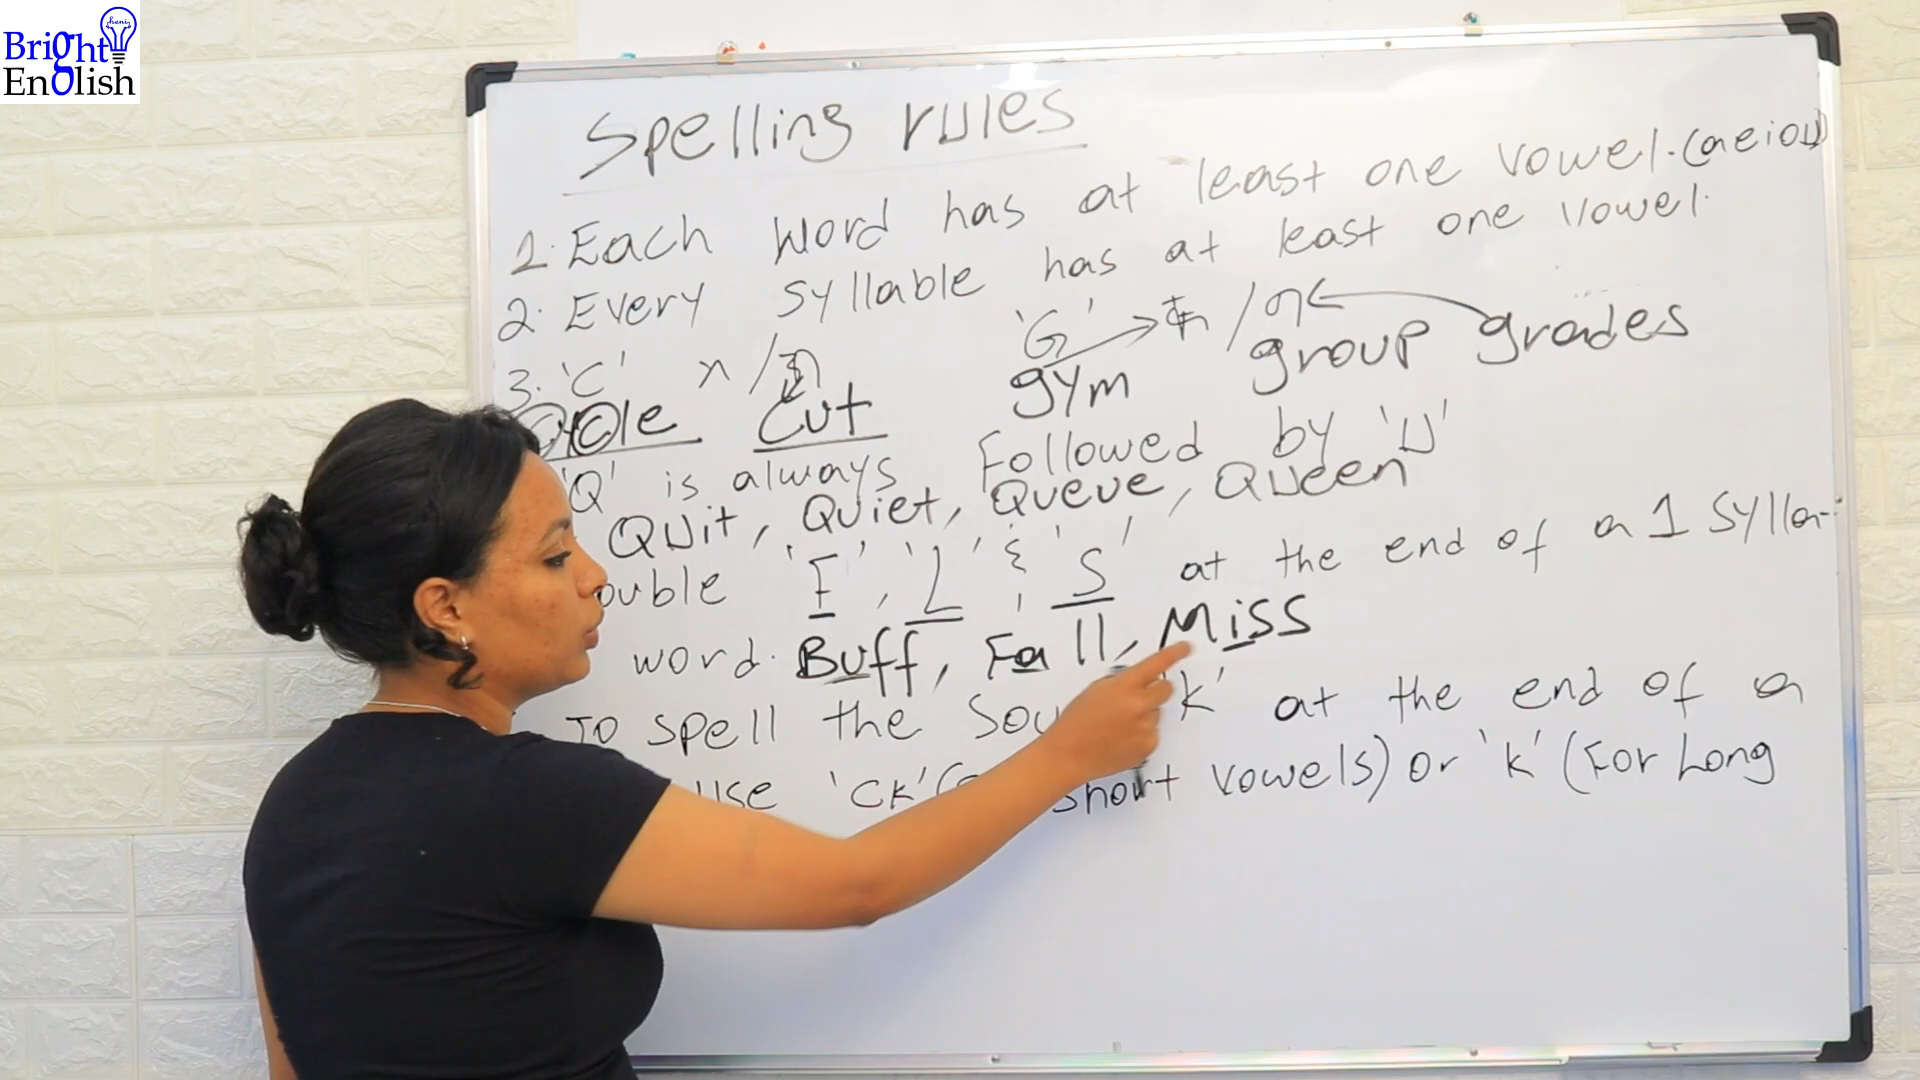 Bright
English
heni
Spelling rules
1. Each word has at least one vowel. (aeiou)
2. Every syllable has at least one vowel.
3. 'C' ን / 'G' /
gym group grades
cle Cut
'Q' is always followed by 'U'
Quit, Quiet, Queue, Queen
ouble 'F', 'L' & 'S' at the end of a 1 Sylla-
word. Buff, Fall, Miss
To spell the Sou 'k' at the end of a
use 'ck' ( short vowels) or 'k' (for long